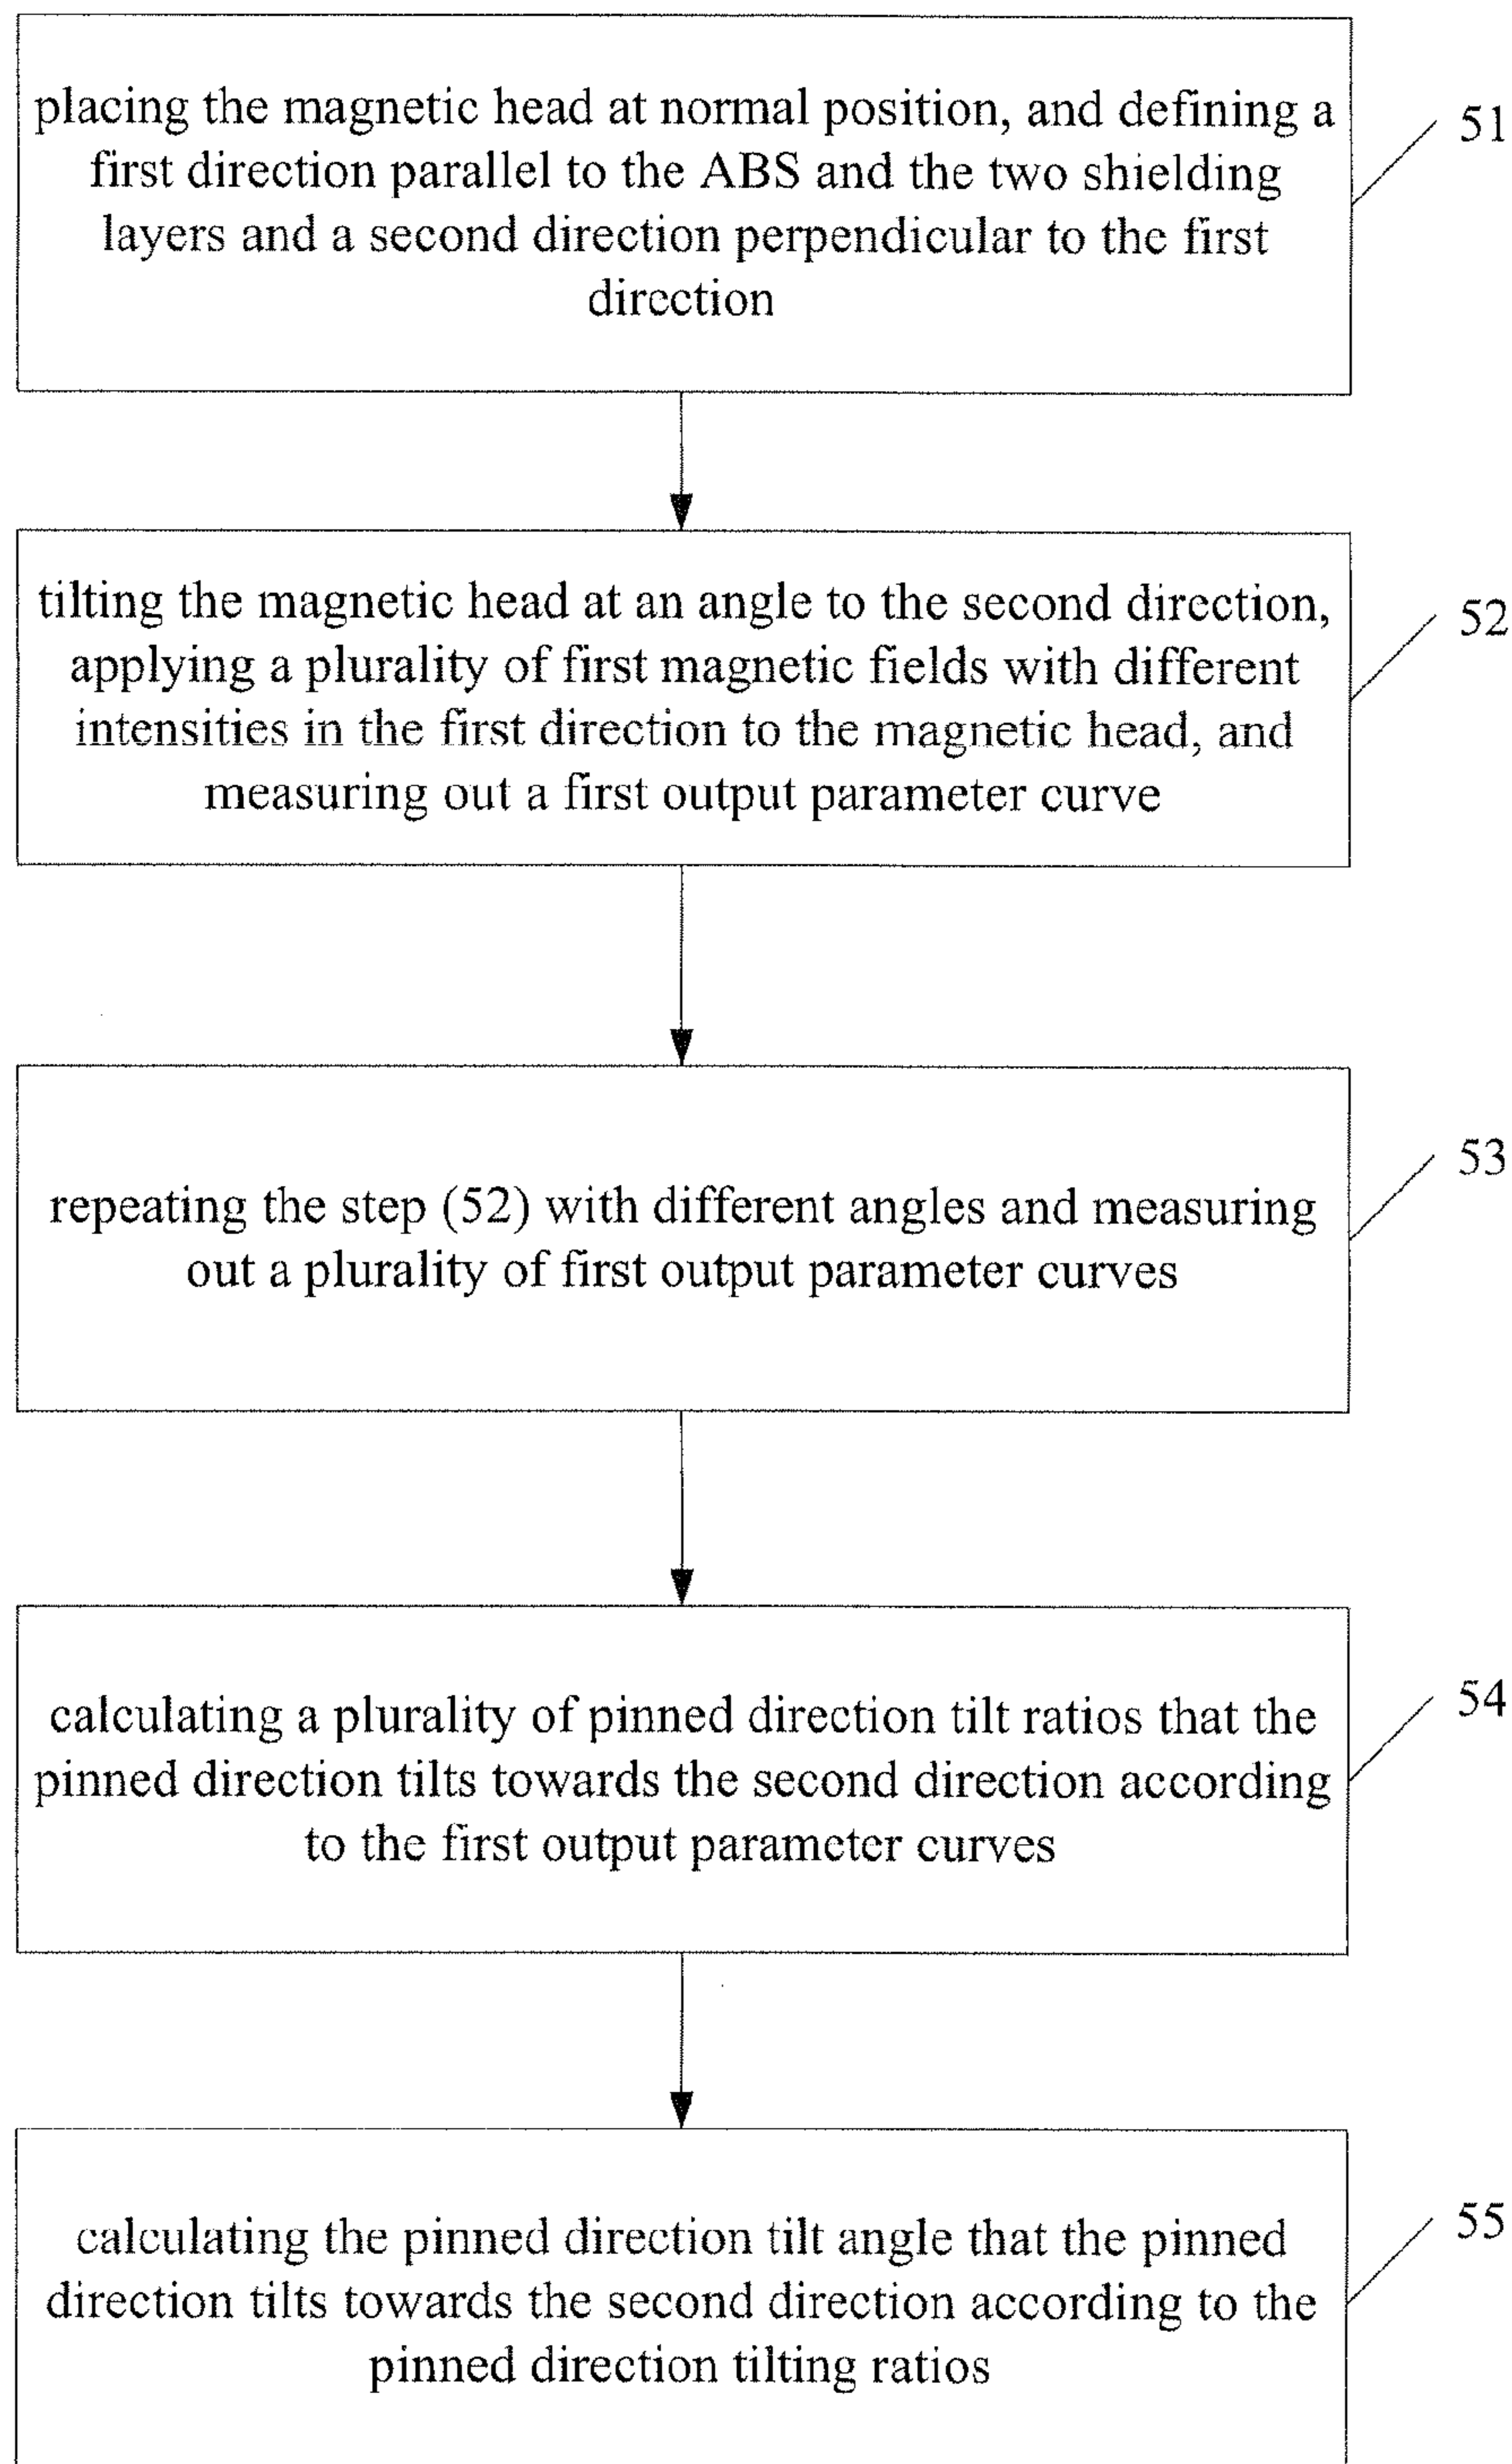 placing the magnetic head at normal position, and defining a
first direction parallel to the ABS and the two shielding
layers and a second direction perpendicular to the first
direction
51
tilting the magnetic head at an angle to the second direction,
applying a plurality of first magnetic fields with different
intensities in the first direction to the magnetic head, and
measuring out a first output parameter curve
52
repeating the step (52) with different angles and measuring
out a plurality of first output parameter curves
53
calculating a plurality of pinned direction tilt ratios that the
pinned direction tilts towards the second direction according
to the first output parameter curves
54
calculating the pinned direction tilt angle that the pinned
direction tilts towards the second direction according to the
pinned direction tilting ratios
55